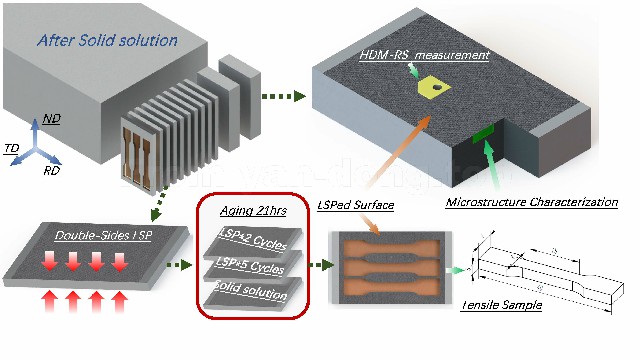 After Solid solution
HDM-RS measurement
ND
TD
RD
LSPed Surface
Microstructure Characterization
Aging 21hrs
Double-Sides LSP
LSP*2 Cycles
LSP*5 Cycles
Solid solution
Tensile Sample